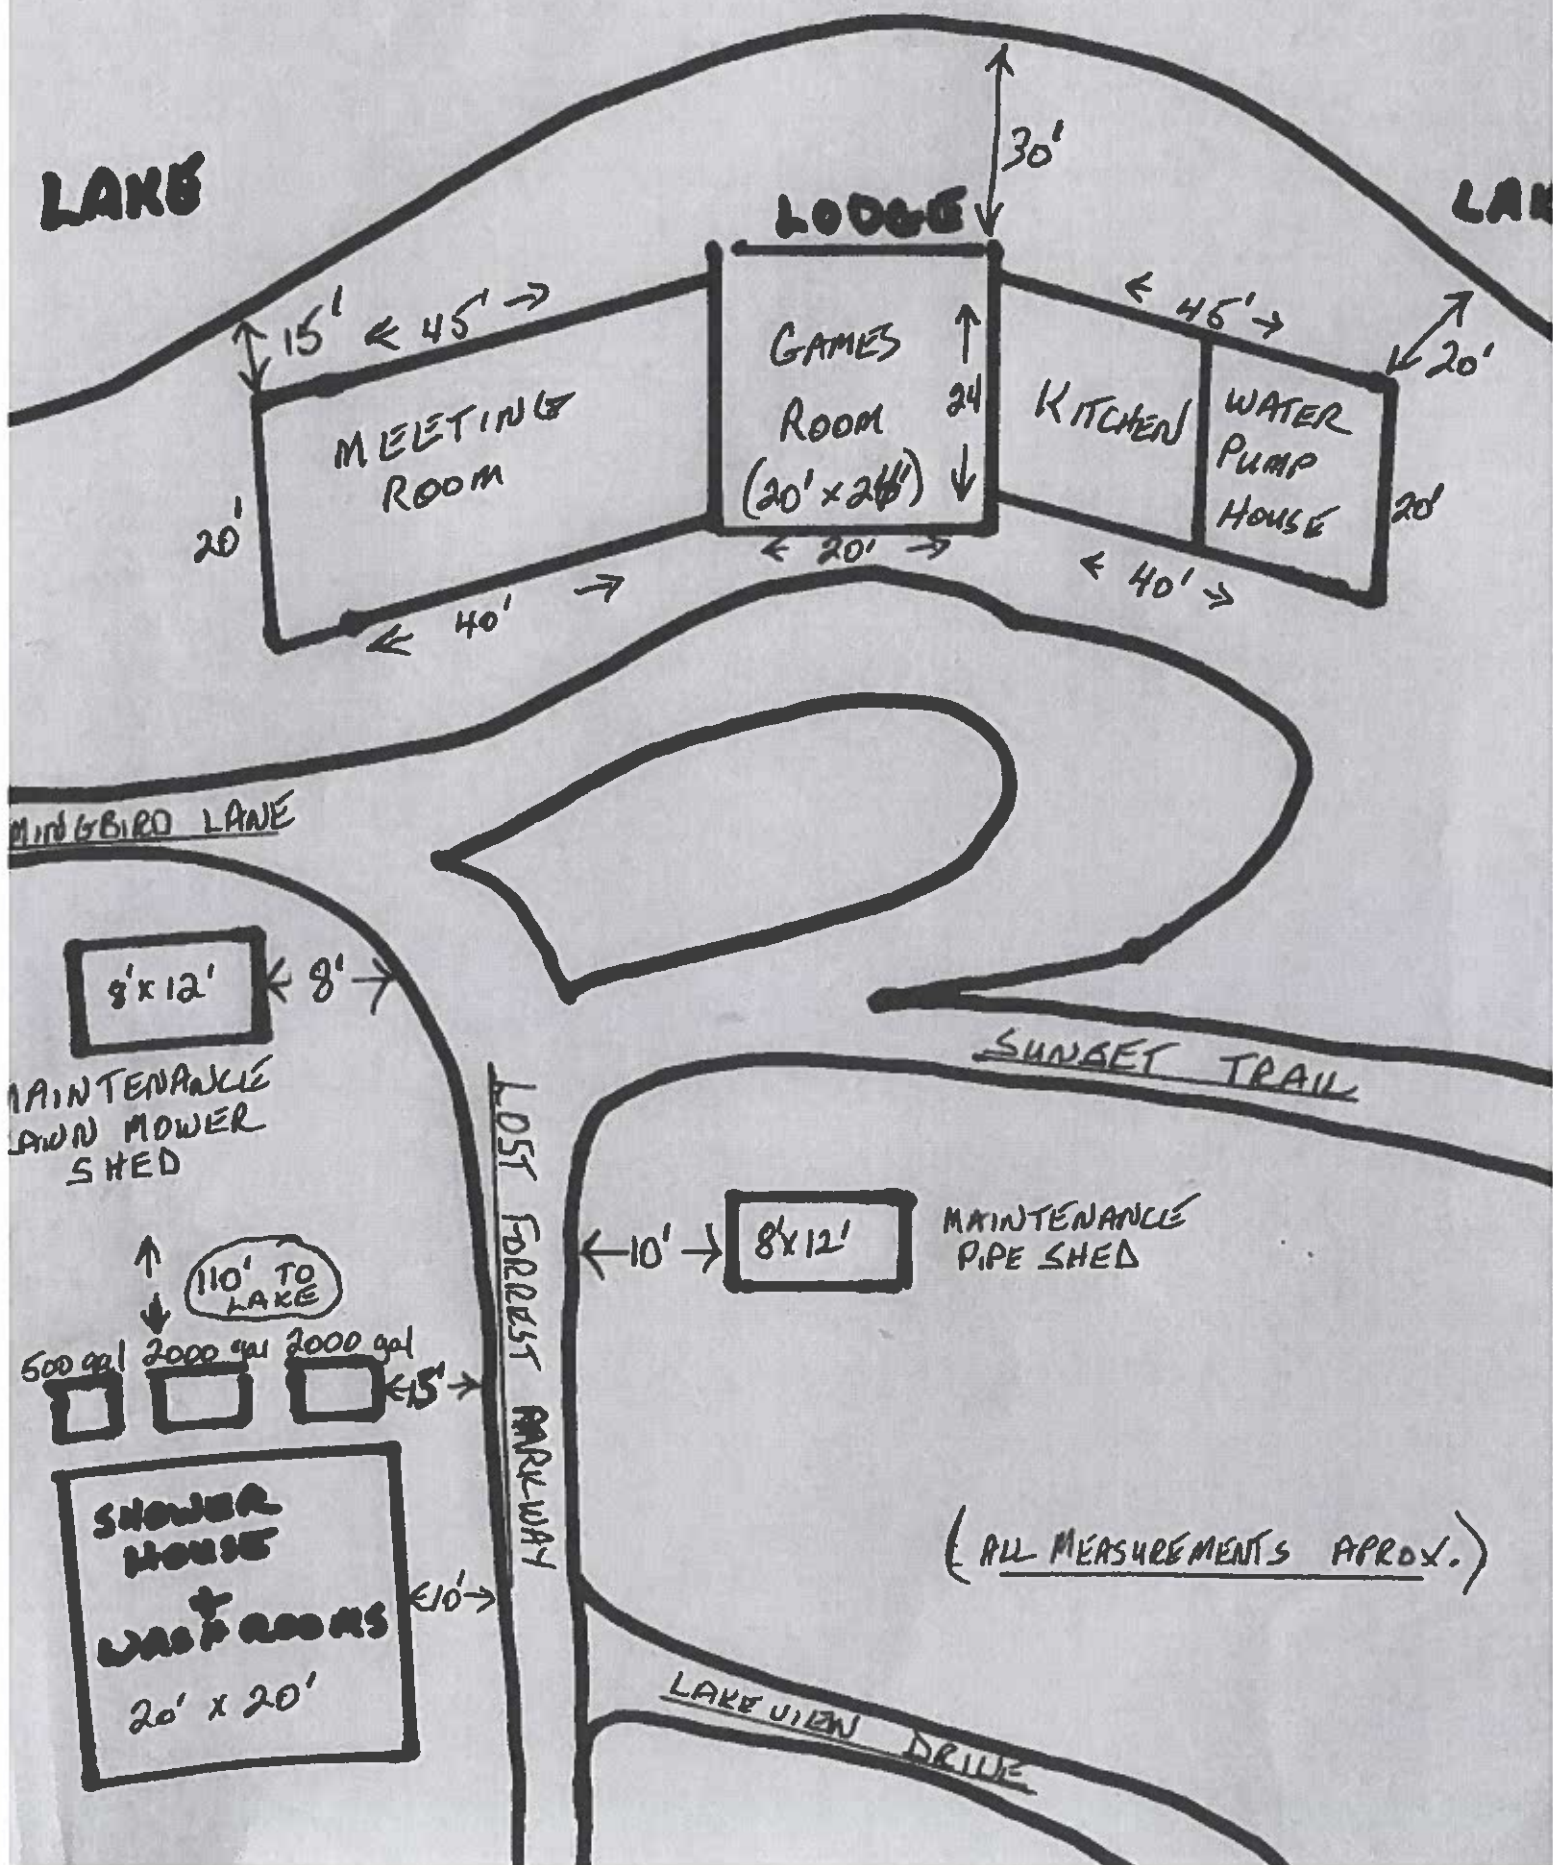 LAKE
30'
LODGE
LAK
15'
← 45' →
GAMES
ROOM
(20' x 24')
24
← 45' →
20'
MEETING
ROOM
KITCHEN
WATER
PUMP
HOUSE
20'
20'
← 20' →
← 40' →
← 40' →
MINGBIRD LANE
8' x 12'
8'
MAINTENANCE
LAWN MOWER
SHED
SUNSET TRAIL
LOST FORREST PARKWAY
10'
8' x 12'
MAINTENANCE
PIPE SHED
110' TO
LAKE
500 gal
2000 gal
2000 gal
15'
SHOWER
HOUSE
+
WASHROOMS
20' x 20'
10'
(ALL MEASUREMENTS APROX.)
LAKEVIEW DRIVE